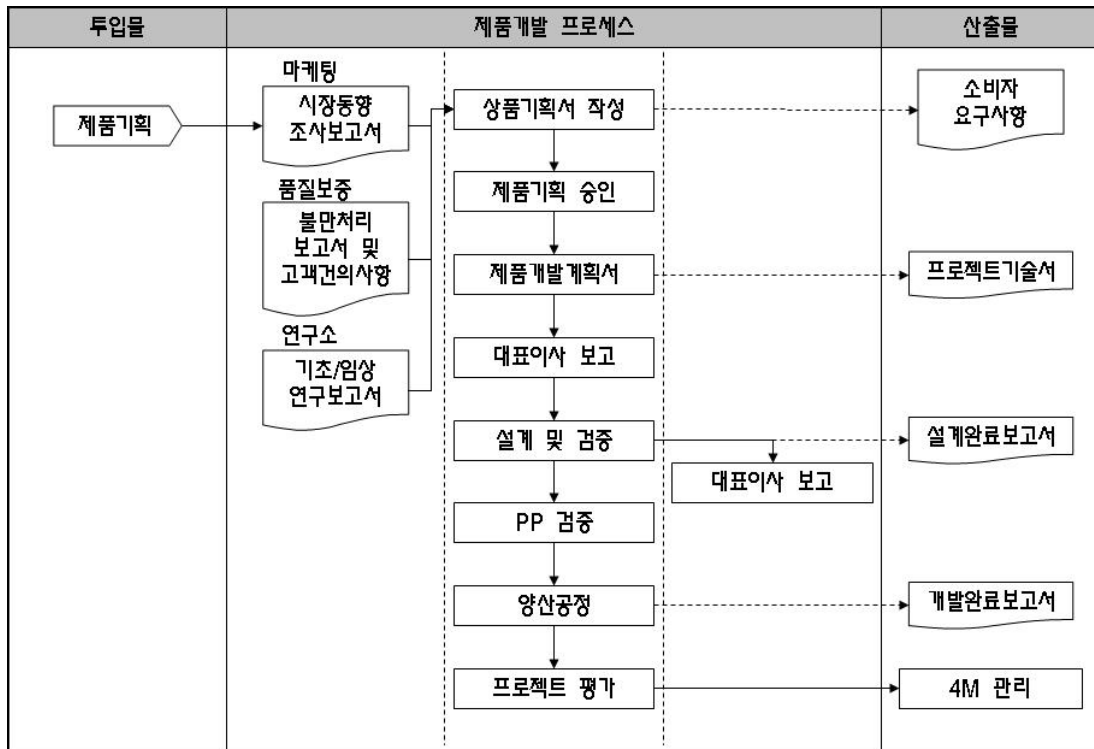 투입물
제품개발 프로세스
산출물
제품기획
마케팅
시장동향
조사보고서
품질보증
불만처리
보고서 및
고객건의사항
연구소
기초/임상
연구보고서
상품기획서 작성
제품기획 승인
제품개발계획서
대표이사 보고
설계 및 검증
대표이사 보고
PP 검증
양산공정
프로젝트 평가
소비자
요구사항
프로젝트기술서
설계완료보고서
개발완료보고서
4M 관리